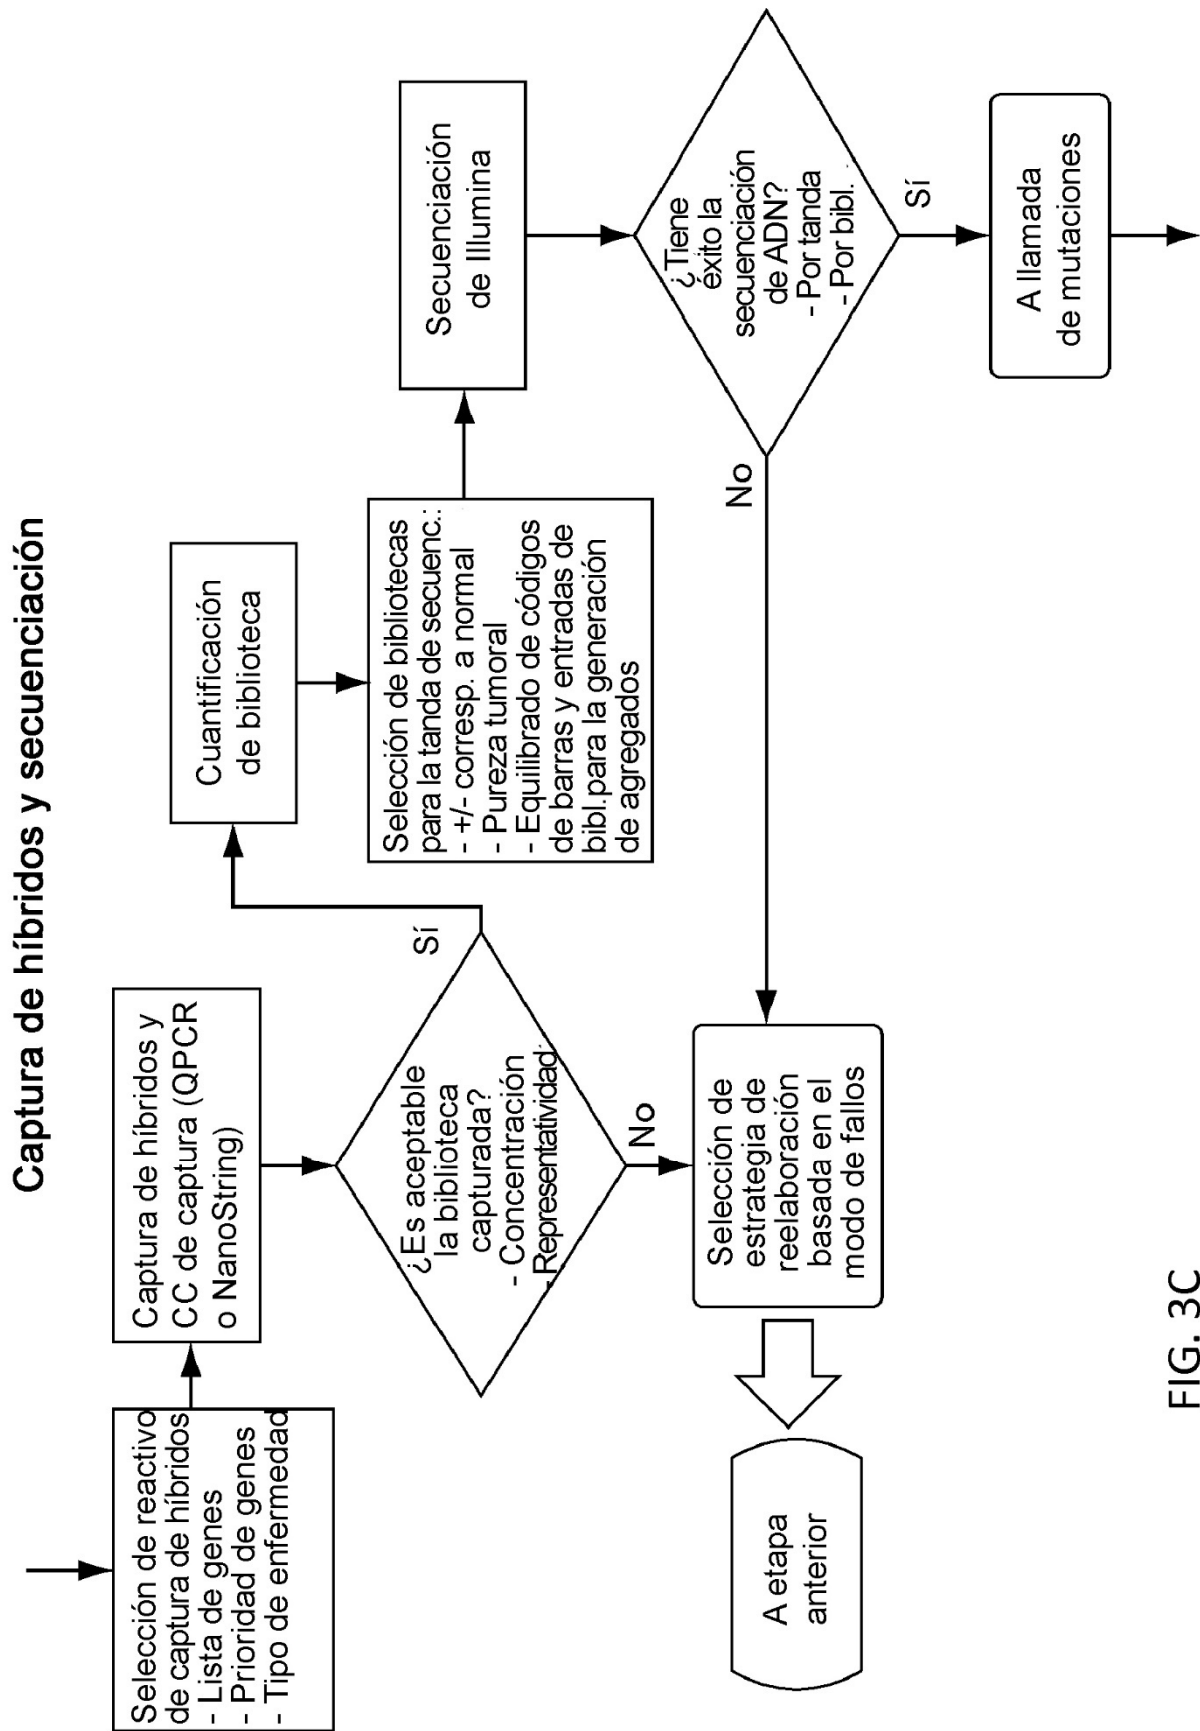 Captura de híbridos y secuenciación
Selección de reactivo
de captura de híbridos
- Lista de genes
- Prioridad de genes
- Tipo de enfermedad
Captura de híbridos y
CC de captura (QPCR
o NanoString)
¿Es aceptable
la biblioteca
capturada?
- Concentración
- Representatividad
Sí
No
Cuantificación
de biblioteca
Selección de bibliotecas
para la tanda de secuenc.:
- +/- corresp. a normal
- Pureza tumoral
- Equilibrado de códigos
de barras y entradas de
bibl.para la generación
de agregados
Secuenciación
de Illumina
¿Tiene
éxito la
secuenciación
de ADN?
- Por tanda
- Por bibl.
No
Sí
Selección de
estrategia de
reelaboración
basada en el
modo de fallos
A etapa
anterior
A llamada
de mutaciones
FIG. 3C